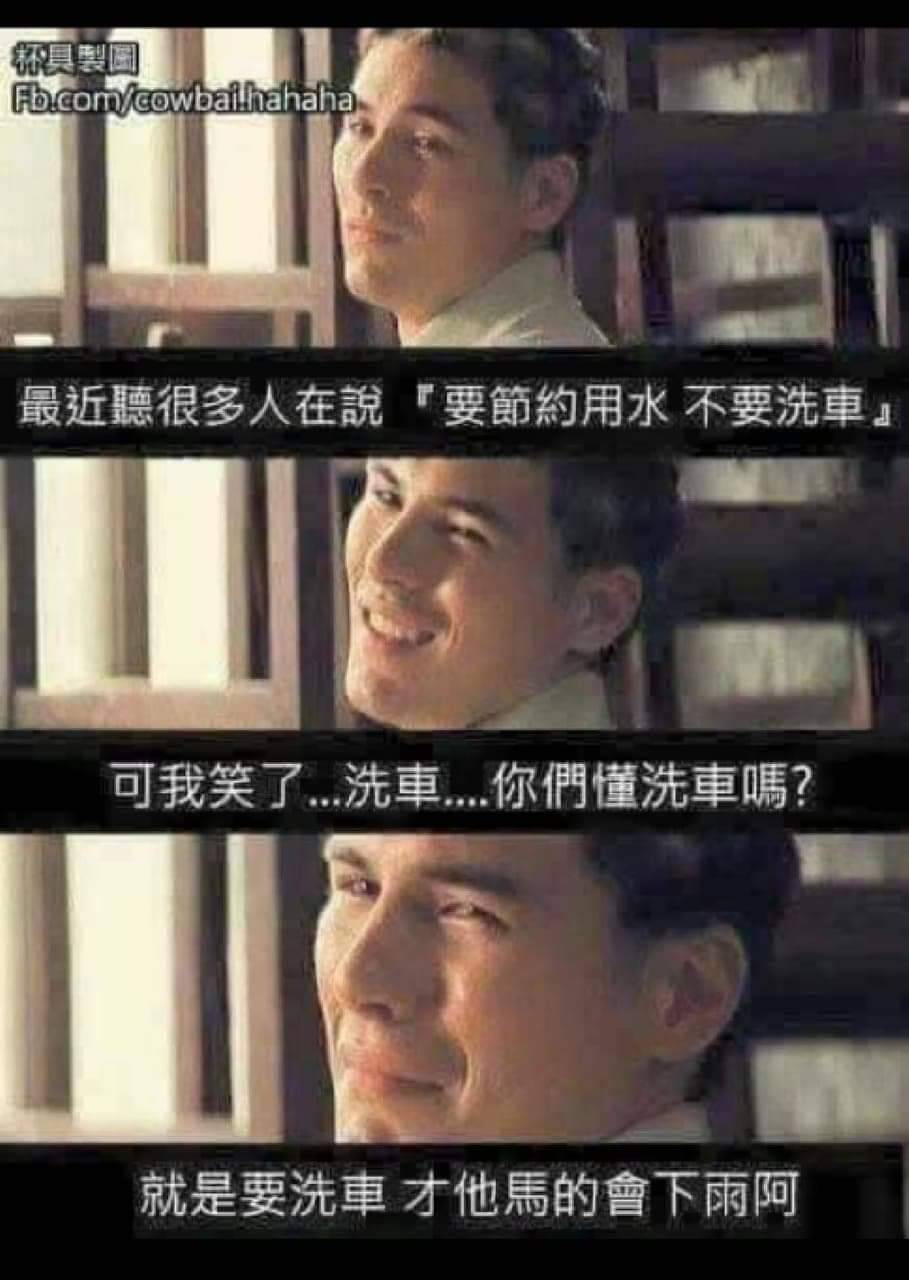 杯具製圖
Fb.com/cowbai.hahaha
最近聽很多人在說『要節約用水 不要洗車』
可我笑了...洗車....你們懂洗車嗎?
就是要洗車 才他馬的會下雨阿